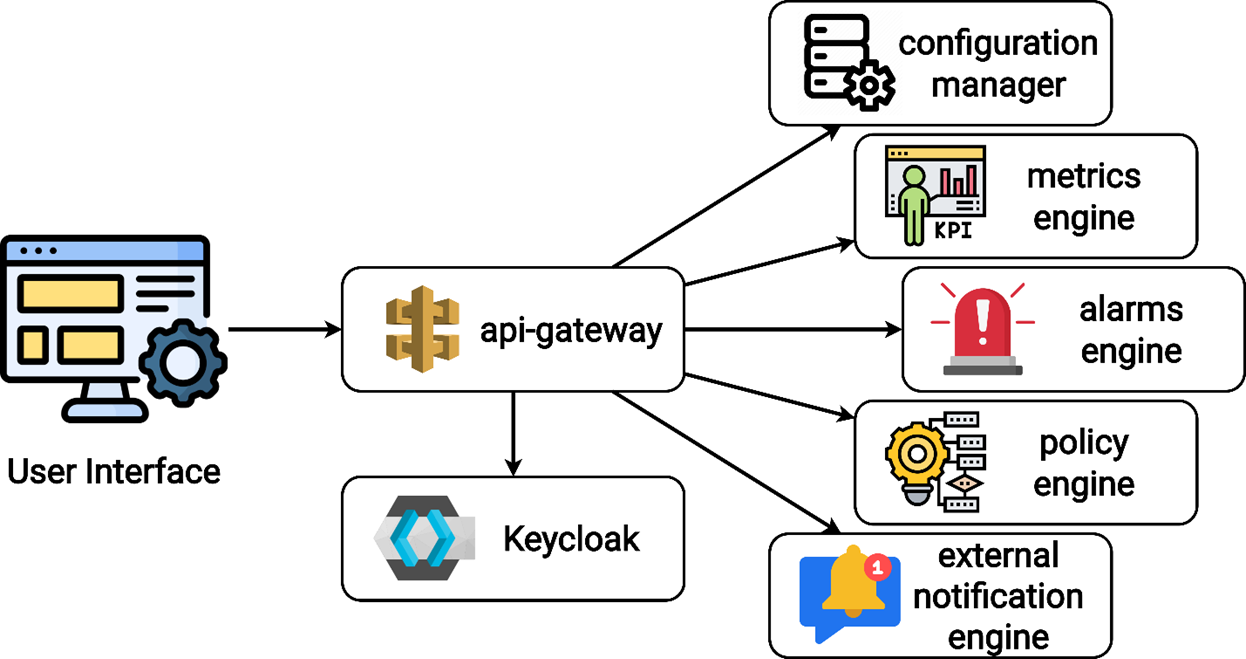 configuration
manager
metrics
engine
KPI
alarms
engine
api-gateway
User Interface
policy
engine
Keycloak
external
notification
engine
1